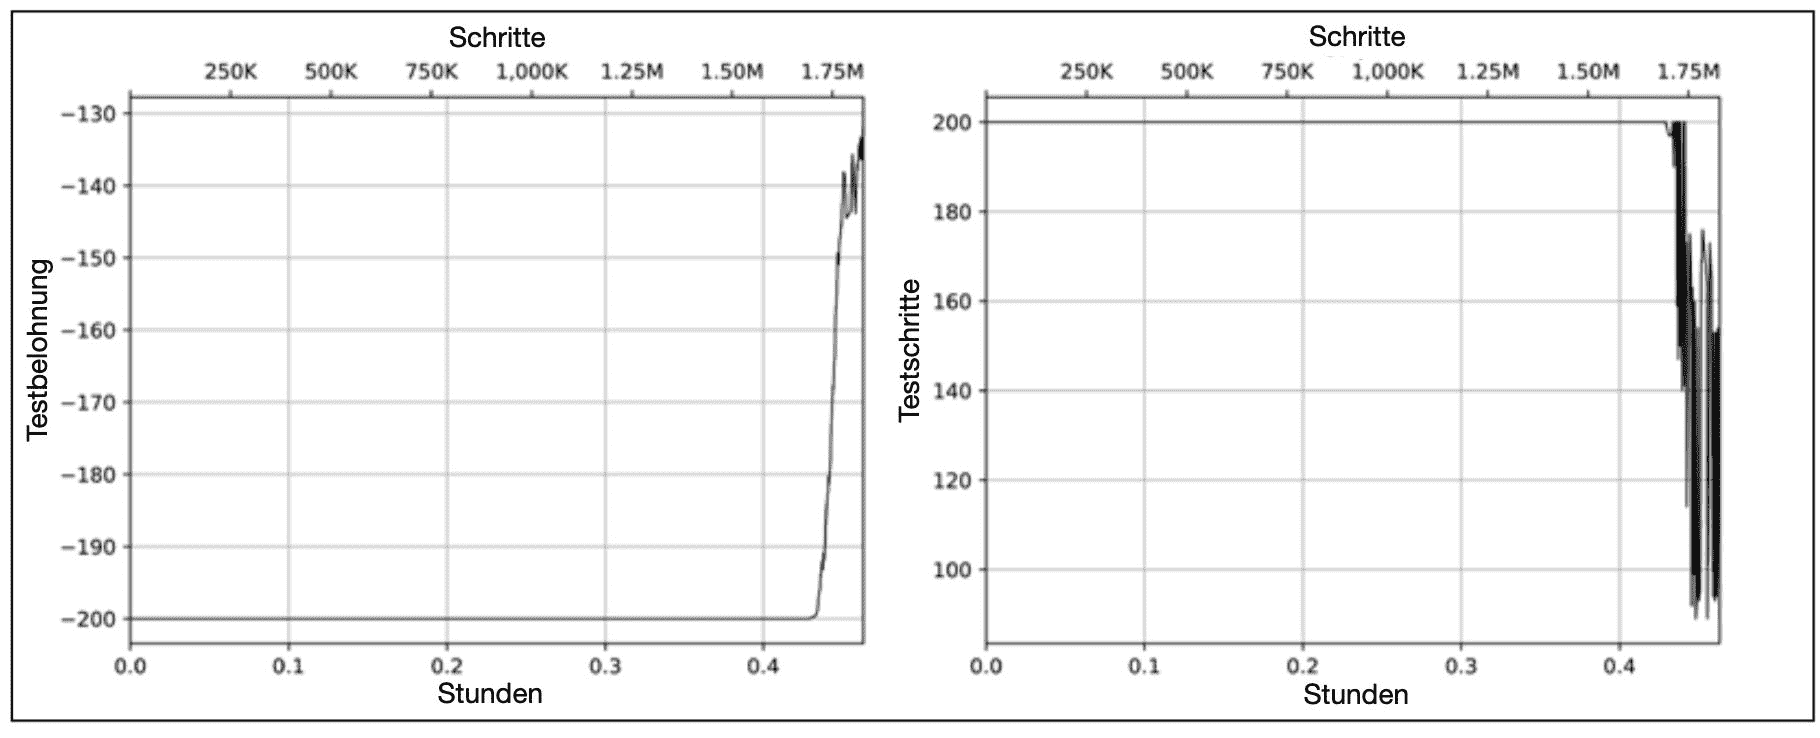 Schritte
250K 500K 750K 1,000K 1.25M 1.50M 1.75M
−130
−140
−150
−160
−170
−180
−190
−200
Testbelohnung
0.0 0.1 0.2 0.3 0.4
Stunden
Schritte
250K 500K 750K 1,000K 1.25M 1.50M 1.75M
200
180
160
140
120
100
Testschritte
0.0 0.1 0.2 0.3 0.4
Stunden